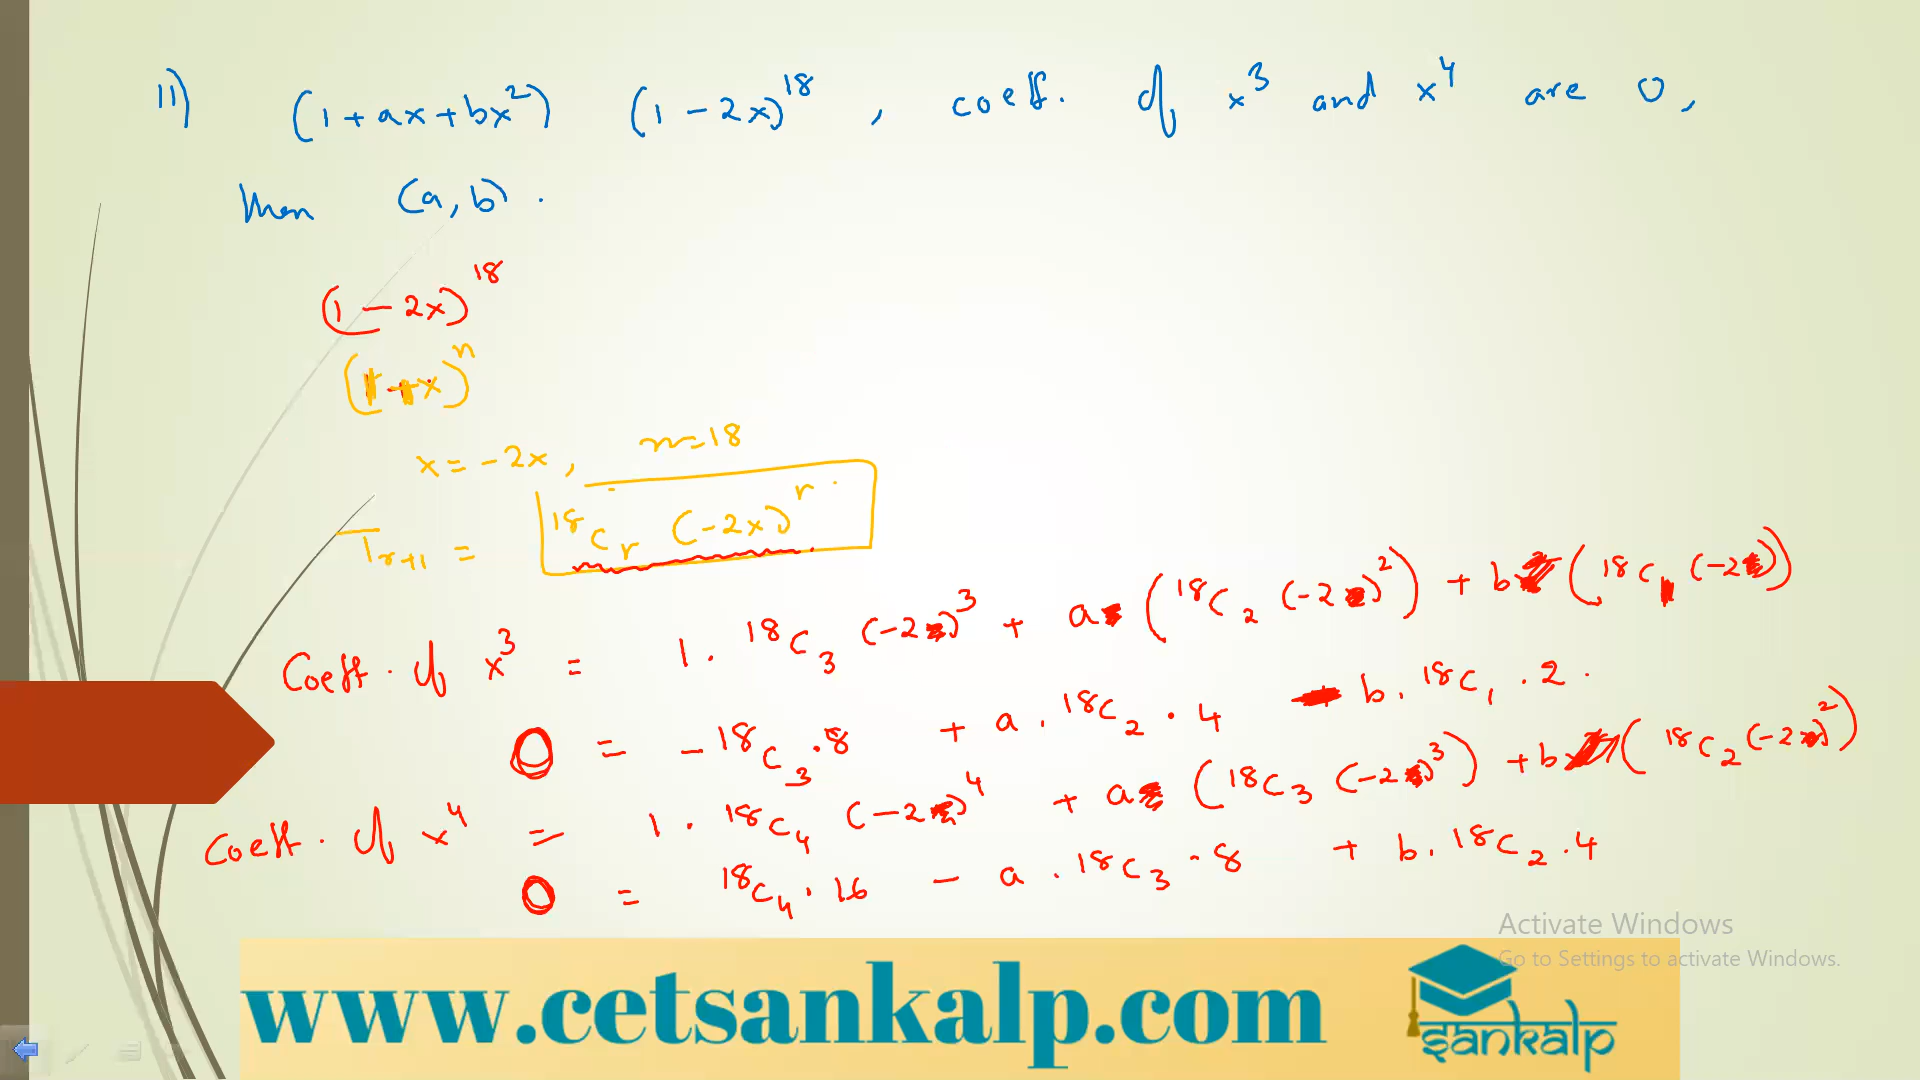 11) (1 + ax + bx²) (1 - 2x)¹⁸ , coeff. of x³ and x⁴ are 0,
then (a, b) .
(1 - 2x)¹⁸
(1 + x)ⁿ
x = -2x , n = 18
Tᵣ₊₁ = ¹⁸Cᵣ (-2x)ʳ
Coeff. of x³ = 1 . ¹⁸C₃ (-2)³ + a (¹⁸C₂ (-2)²) + b (¹⁸C₁ (-2))
0 = - ¹⁸C₃ . 8 + a . ¹⁸C₂ . 4 - b . ¹⁸C₁ . 2 .
Coeff. of x⁴ = 1 . ¹⁸C₄ (-2)⁴ + a (¹⁸C₃ (-2)³) + b (¹⁸C₂ (-2)²)
0 = ¹⁸C₄ . 16 - a . ¹⁸C₃ . 8 + b . ¹⁸C₂ . 4
Activate Windows
Go to Settings to activate Windows.
www.cetsankalp.com
sankalp